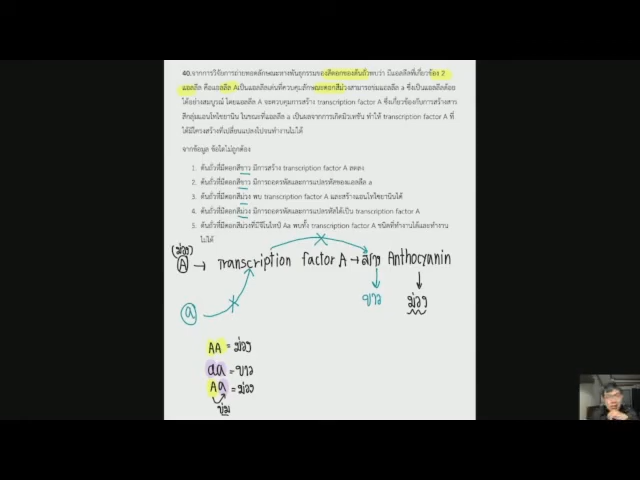 40.จากการวิจัยการถ่ายทอดลักษณะทางพันธุกรรมของสีดอกของต้นถั่วพบว่า มีแอลลีลที่เกี่ยวข้อง 2
แอลลีล คือแอลลีล Aเป็นแอลลีลเด่นที่ควบคุมลักษณะดอกสีม่วงสามารถข่มแอลลีล a ซึ่งเป็นแอลลีลด้อย
ได้อย่างสมบูรณ์ โดยแอลลีล A จะควบคุมการสร้าง transcription factor A ซึ่งเกี่ยวข้องกับการสร้างสาร
สีกลุ่มแอนโทไซยานิน ในขณะที่แอลลีล a เป็นผลจากการเกิดมิวเทชัน ทำให้ transcription factor A ที่
ได้มีโครงสร้างที่เปลี่ยนแปลงไปจนทำงานไม่ได้
จากข้อมูล ข้อใดไม่ถูกต้อง
1. ต้นถั่วที่มีดอกสีขาว มีการสร้าง transcription factor A ลดลง
2. ต้นถั่วที่มีดอกสีขาว มีการถอดรหัสและการแปลรหัสของแอลลีล a
3. ต้นถั่วที่มีดอกสีม่วง พบ transcription factor A และสร้างแอนโทไซยานินได้
4. ต้นถั่วที่มีดอกสีม่วง มีการถอดรหัสและการแปลรหัสได้เป็น transcription factor A
5. ต้นถั่วที่มีดอกสีม่วงที่มีจีโนไทป์ Aa พบทั้ง transcription factor A ชนิดที่ทำงานได้และทำงาน
ไม่ได้
(ม่วง)
A → transcription factor A → สร้าง Anthocyanin
a
ขาว ม่วง
AA = ม่วง
aa = ขาว
Aa = ม่วง
ข่ม